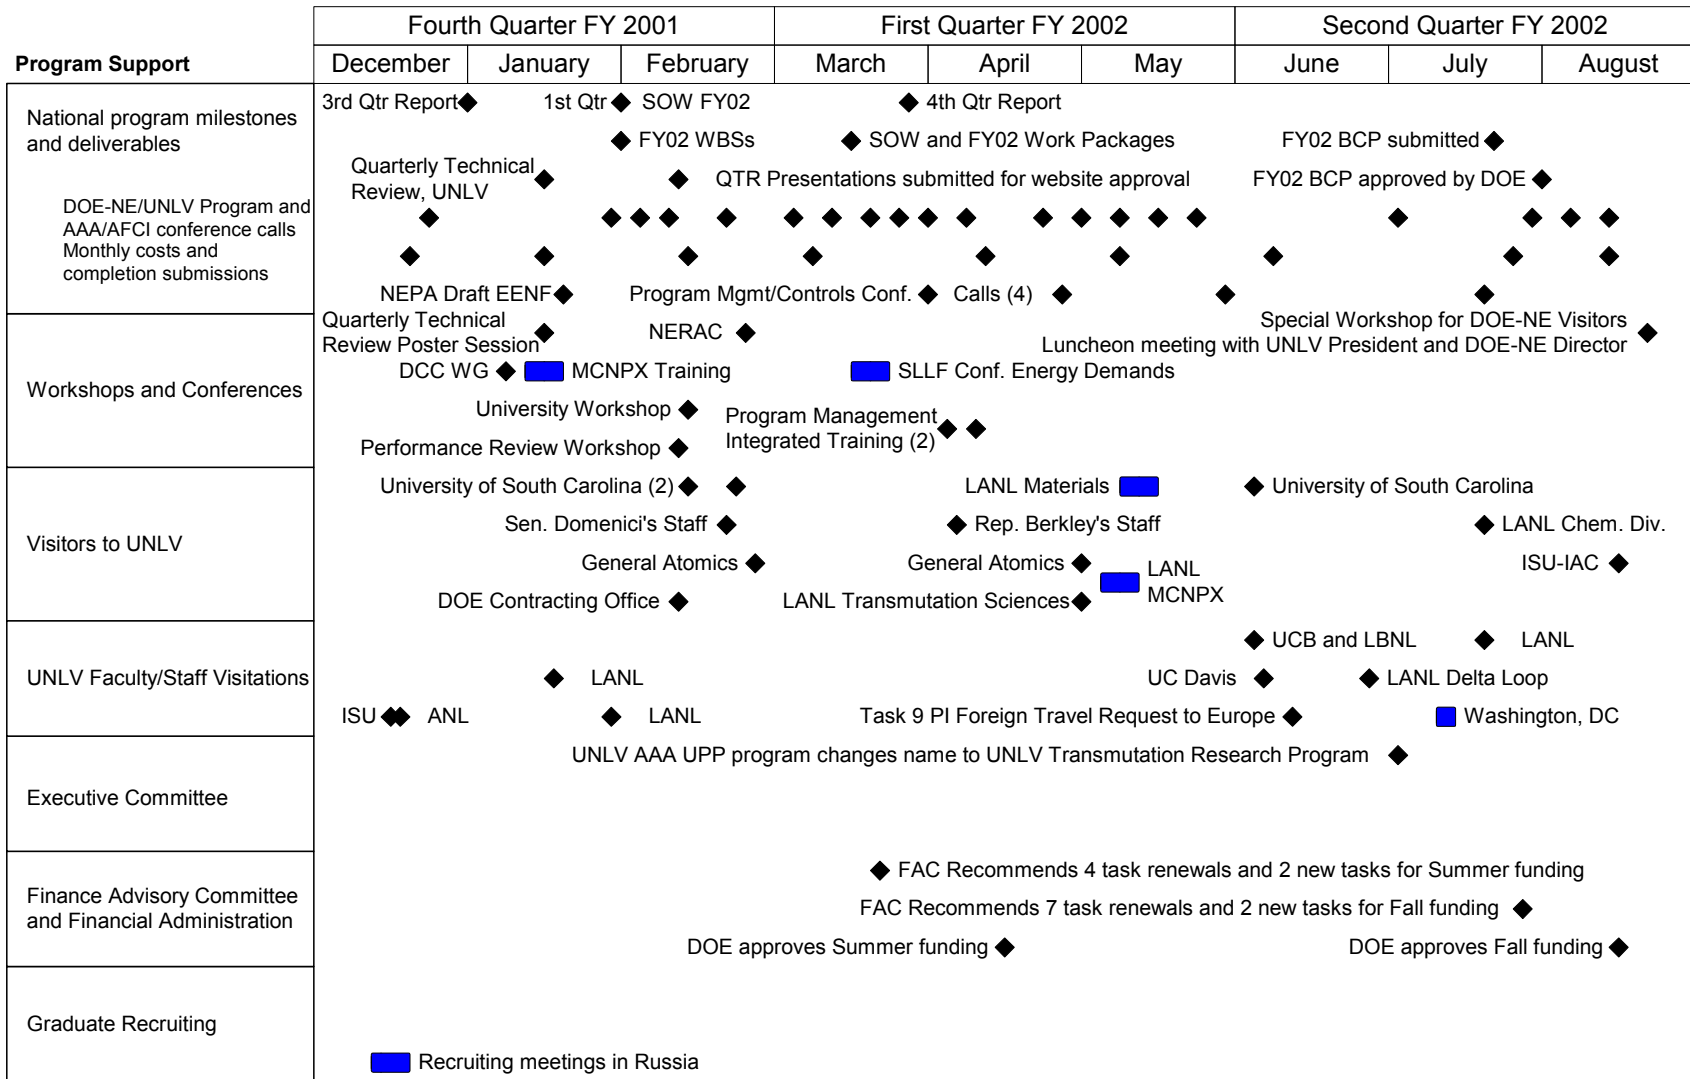 Fourth Quarter FY 2001
First Quarter FY 2002
Second Quarter FY 2002
Program Support
December
January
February
March
April
May
June
July
August
National program milestones
and deliverables
DOE-NE/UNLV Program and
AAA/AFCI conference calls
Monthly costs and
completion submissions
3rd Qtr Report
1st Qtr
SOW FY02
4th Qtr Report
FY02 WBSs
SOW and FY02 Work Packages
FY02 BCP submitted
Quarterly Technical
Review, UNLV
QTR Presentations submitted for website approval
FY02 BCP approved by DOE
NEPA Draft EENF
Program Mgmt/Controls Conf.
Calls (4)
Workshops and Conferences
Quarterly Technical
Review Poster Session
NERAC
Special Workshop for DOE-NE Visitors
Luncheon meeting with UNLV President and DOE-NE Director
DCC WG
MCNPX Training
SLLF Conf. Energy Demands
University Workshop
Program Management
Integrated Training (2)
Performance Review Workshop
Visitors to UNLV
University of South Carolina (2)
LANL Materials
University of South Carolina
Sen. Domenici's Staff
Rep. Berkley's Staff
LANL Chem. Div.
General Atomics
General Atomics
LANL
MCNPX
ISU-IAC
DOE Contracting Office
LANL Transmutation Sciences
UNLV Faculty/Staff Visitations
UCB and LBNL
LANL
LANL
UC Davis
LANL Delta Loop
ISU
ANL
LANL
Task 9 PI Foreign Travel Request to Europe
Washington, DC
Executive Committee
UNLV AAA UPP program changes name to UNLV Transmutation Research Program
Finance Advisory Committee
and Financial Administration
FAC Recommends 4 task renewals and 2 new tasks for Summer funding
FAC Recommends 7 task renewals and 2 new tasks for Fall funding
DOE approves Summer funding
DOE approves Fall funding
Graduate Recruiting
Recruiting meetings in Russia